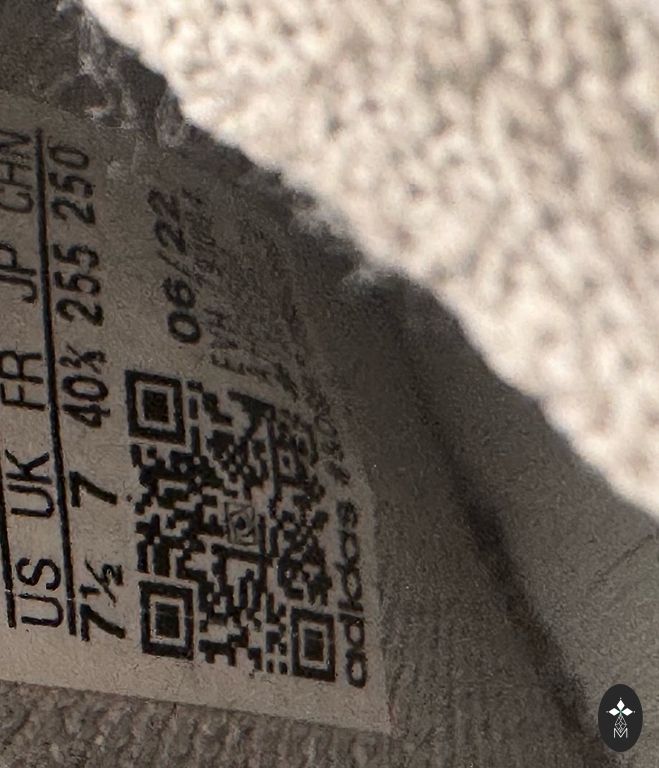 US UK FR JP CHN
7½ 7 40⅔ 255 250
06/22
adidas
M